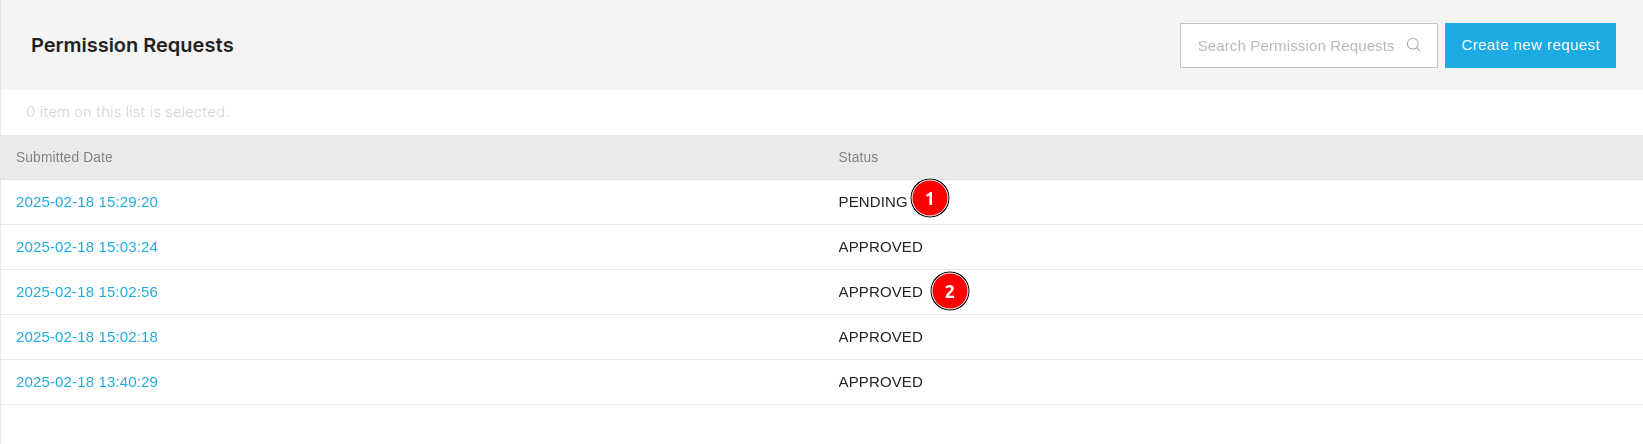 Permission Requests
Search Permission Requests
Create new request
0 item on this list is selected.
Submitted Date Status
2025-02-18 15:29:20 PENDING 1
2025-02-18 15:03:24 APPROVED
2025-02-18 15:02:56 APPROVED 2
2025-02-18 15:02:18 APPROVED
2025-02-18 13:40:29 APPROVED